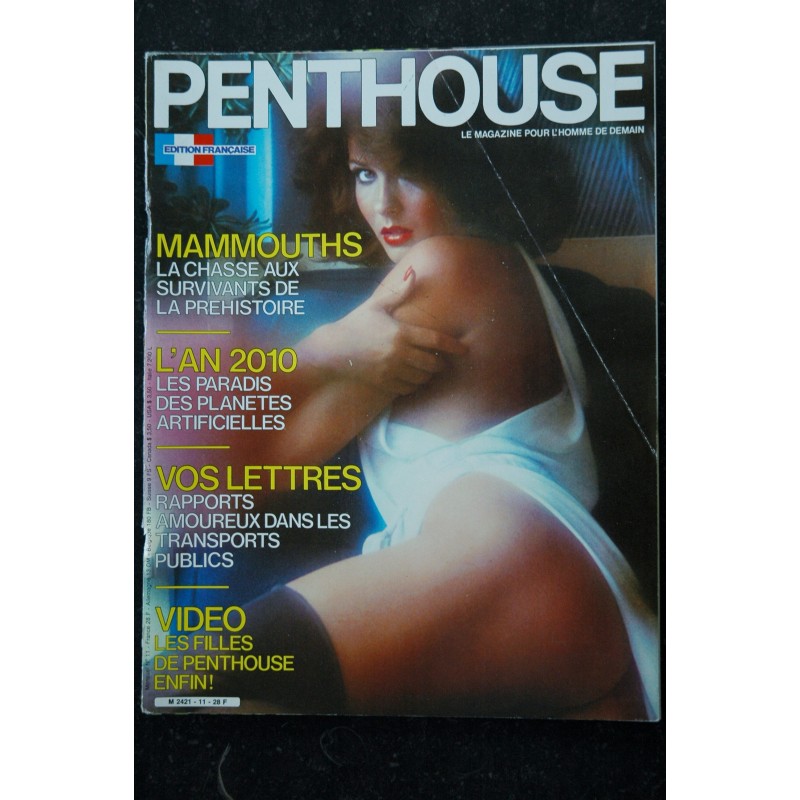 PENTHOUSE
LE MAGAZINE POUR L'HOMME DE DEMAIN
EDITION FRANÇAISE
MAMMOUTHS
LA CHASSE AUX
SURVIVANTS DE
LA PREHISTOIRE
L'AN 2010
LES PARADIS
DES PLANETES
ARTIFICIELLES
VOS LETTRES
RAPPORTS
AMOUREUX DANS LES
TRANSPORTS
PUBLICS
VIDEO
LES FILLES
DE PENTHOUSE
ENFIN!
M 2421 - 11 - 28 F